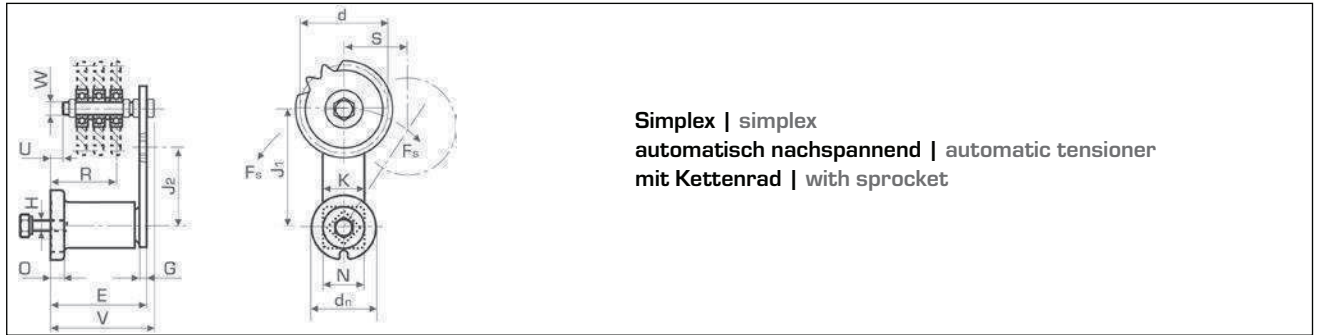 d
S
W
U
R
J2
H
O
G
E
V
Fs
Fs
J1
K
N
dn
Simplex | simplex
automatisch nachspannend | automatic tensioner
mit Kettenrad | with sprocket